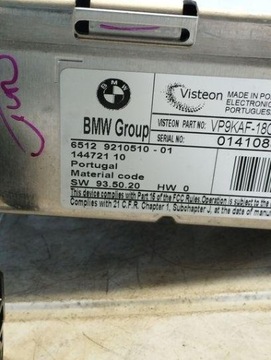 BMW
Visteon
MADE IN PO
ELECTRONIC
PORTUGUES
BMW Group
VISTEON PART NO: VP9KAF-18C
SERIAL NO: 014108
6512 9210510 - 01
144721 10
Portugal
Material code
SW 93.50.20 HW 0
This device complies with Part 15 of the FCC Rules. Operation is subject to
Complies with 21 C.F.R. Chapter 1, Subchapter J, at the date of